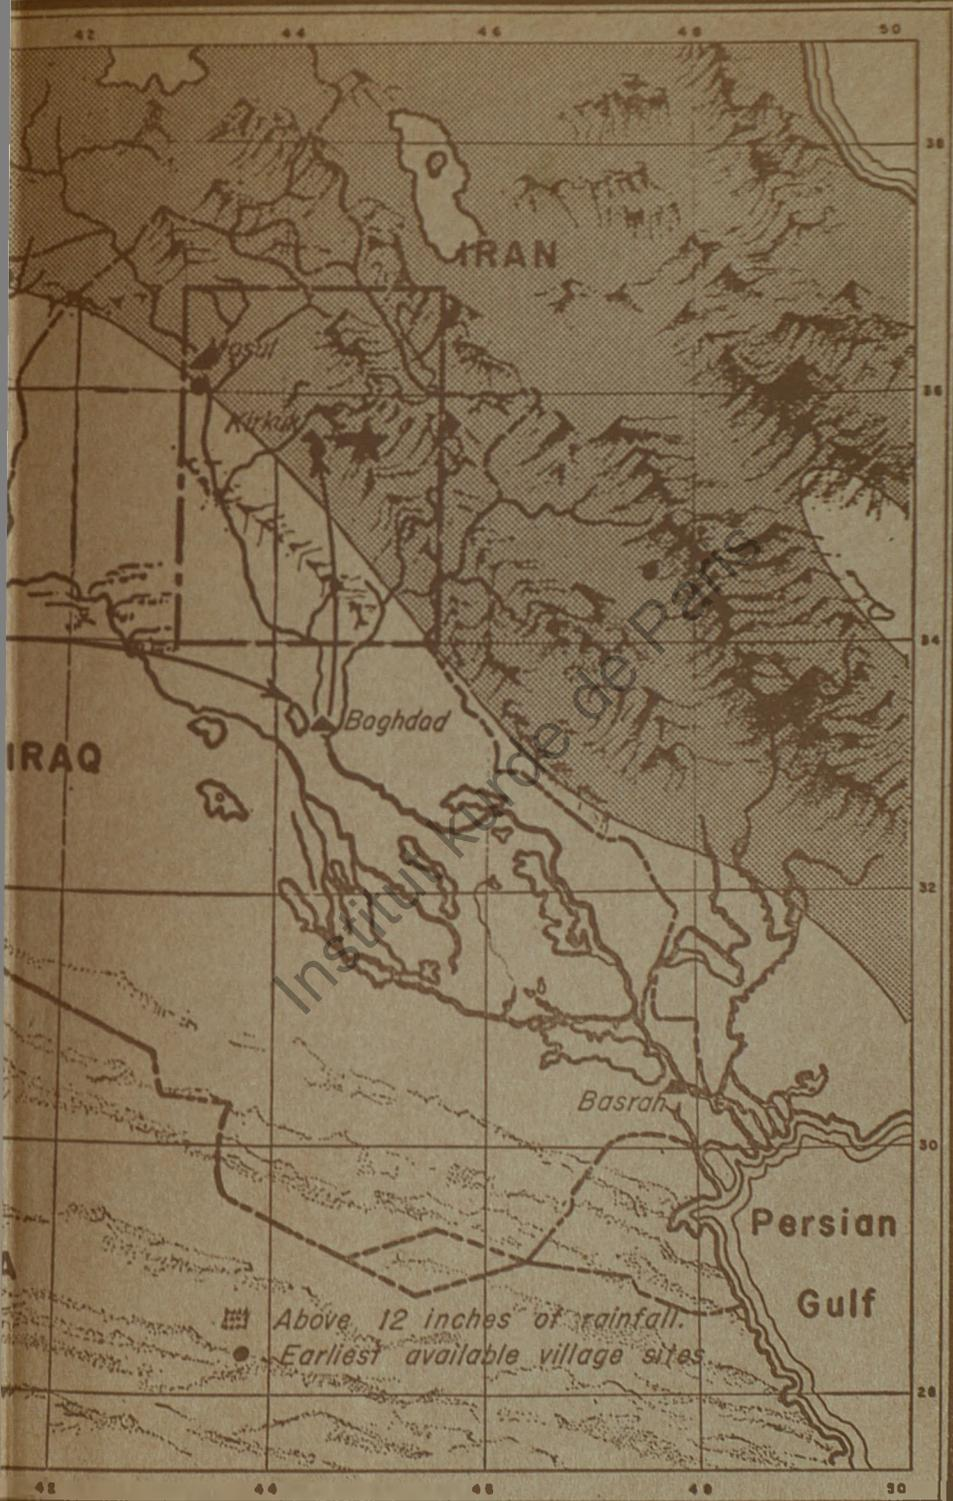 42 44 46 48 50
38
IRAN
Mosul
36
Kirkuk
34
Baghdad
IRAQ
32
Basrah
30
Persian
Gulf
A
Above 12 inches of rainfall.
Earliest available village sites.
28
42 44 46 48 50
Institut kurde de Paris